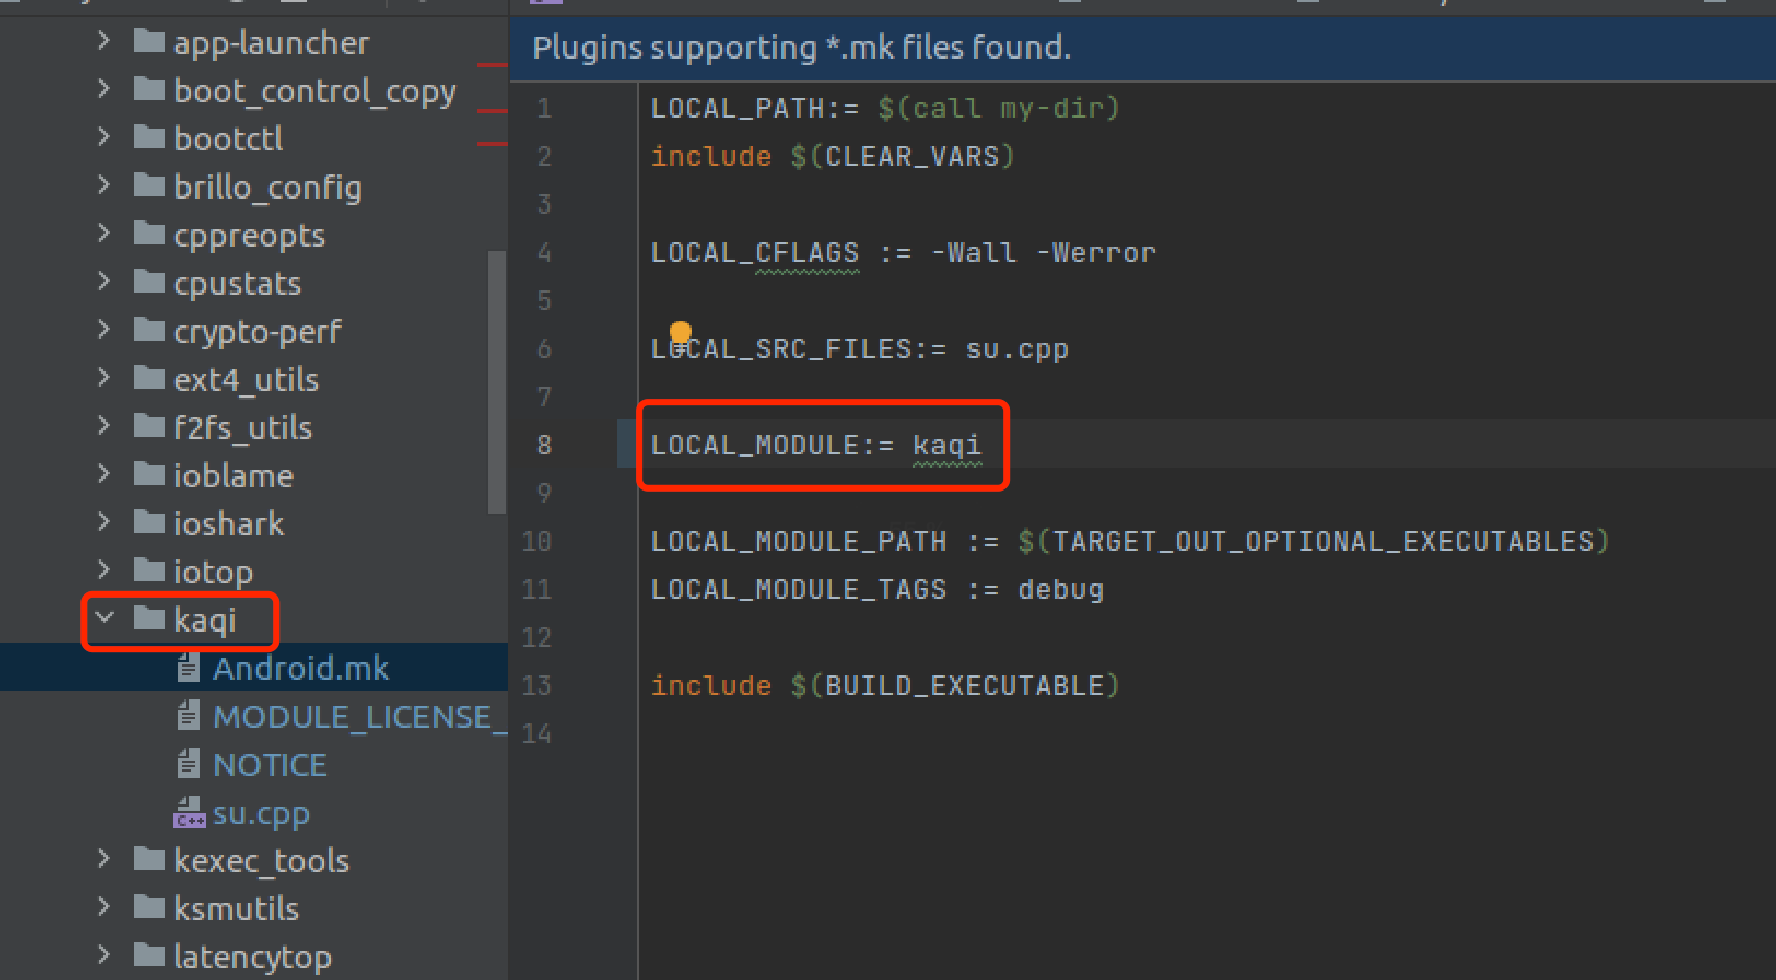 app-launcher
boot_control_copy
bootctl
brillo_config
cppreopts
cpustats
crypto-perf
ext4_utils
f2fs_utils
ioblame
ioshark
iotop
kaqi
Android.mk
MODULE_LICENSE_
NOTICE
C++ su.cpp
kexec_tools
ksmutils
latencytop
Plugins supporting *.mk files found.
1 LOCAL_PATH:= $(call my-dir)
2 include $(CLEAR_VARS)
3
4 LOCAL_CFLAGS := -Wall -Werror
5
6 LOCAL_SRC_FILES:= su.cpp
7
8 LOCAL_MODULE:= kaqi
9
10 LOCAL_MODULE_PATH := $(TARGET_OUT_OPTIONAL_EXECUTABLES)
11 LOCAL_MODULE_TAGS := debug
12
13 include $(BUILD_EXECUTABLE)
14